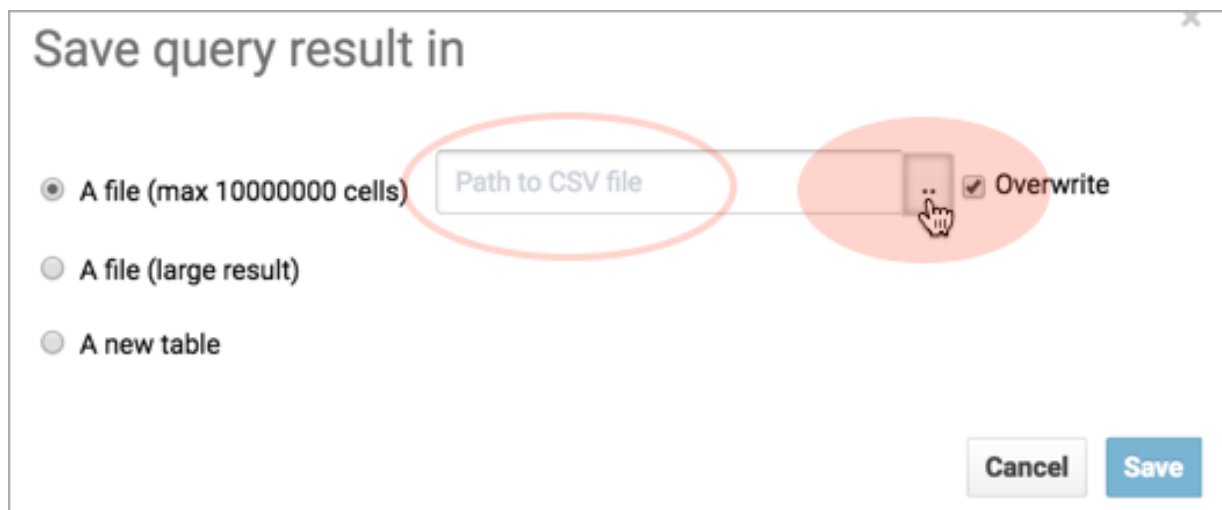 Save query result in
A file (max 10000000 cells)
Path to CSV file
..
Overwrite
A file (large result)
A new table
Cancel
Save